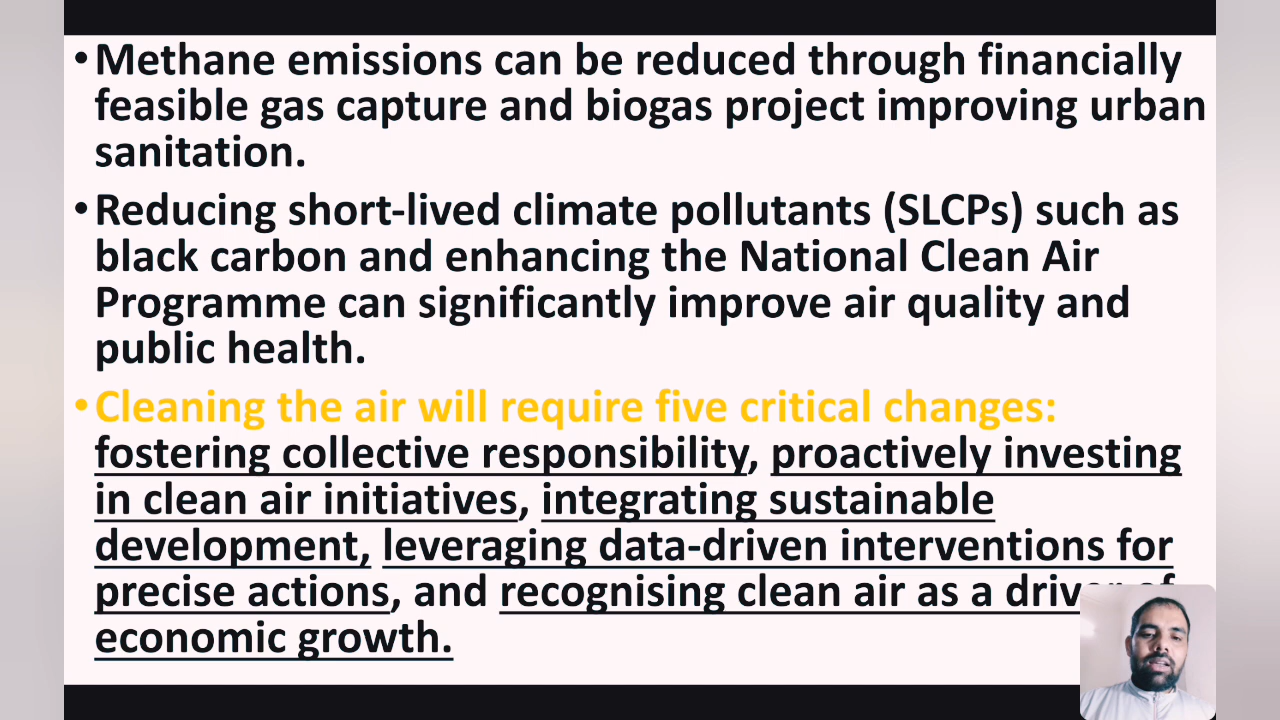 •Methane emissions can be reduced through financially
feasible gas capture and biogas project improving urban
sanitation.
•Reducing short-lived climate pollutants (SLCPs) such as
black carbon and enhancing the National Clean Air
Programme can significantly improve air quality and
public health.
•Cleaning the air will require five critical changes:
fostering collective responsibility, proactively investing
in clean air initiatives, integrating sustainable
development, leveraging data-driven interventions for
precise actions, and recognising clean air as a driver of
economic growth.